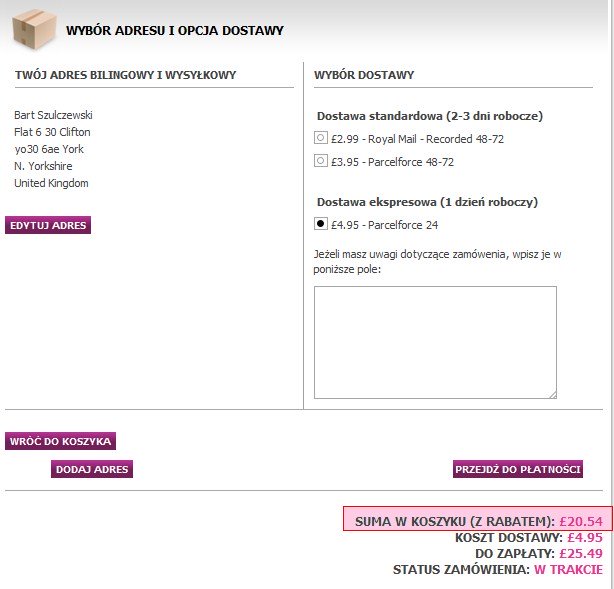 WYBÓR ADRESU I OPCJA DOSTAWY
TWÓJ ADRES BILINGOWY I WYSYŁKOWY
Bart Szulczewski
Flat 6 30 Clifton
yo30 6ae York
N. Yorkshire
United Kingdom
EDYTUJ ADRES
WYBÓR DOSTAWY
Dostawa standardowa (2-3 dni robocze)
£2.99 - Royal Mail - Recorded 48-72
£3.95 - Parcelforce 48-72
Dostawa ekspresowa (1 dzień roboczy)
£4.95 - Parcelforce 24
Jeżeli masz uwagi dotyczące zamówienia, wpisz je w
poniższe pole:
WRÓĆ DO KOSZYKA
DODAJ ADRES
PRZEJDŹ DO PŁATNOŚCI
SUMA W KOSZYKU (Z RABATEM): £20.54
KOSZT DOSTAWY: £4.95
DO ZAPŁATY: £25.49
STATUS ZAMÓWIENIA: W TRAKCIE